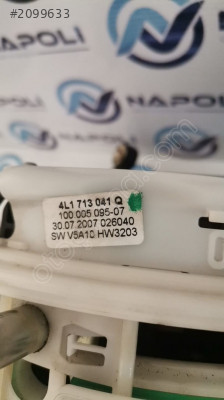 #2099633
NAPOLI
NAPOLI
4L1 713 041 Q
100 005 095-07
30.07.2007 026040
SW V5A10 HW3203